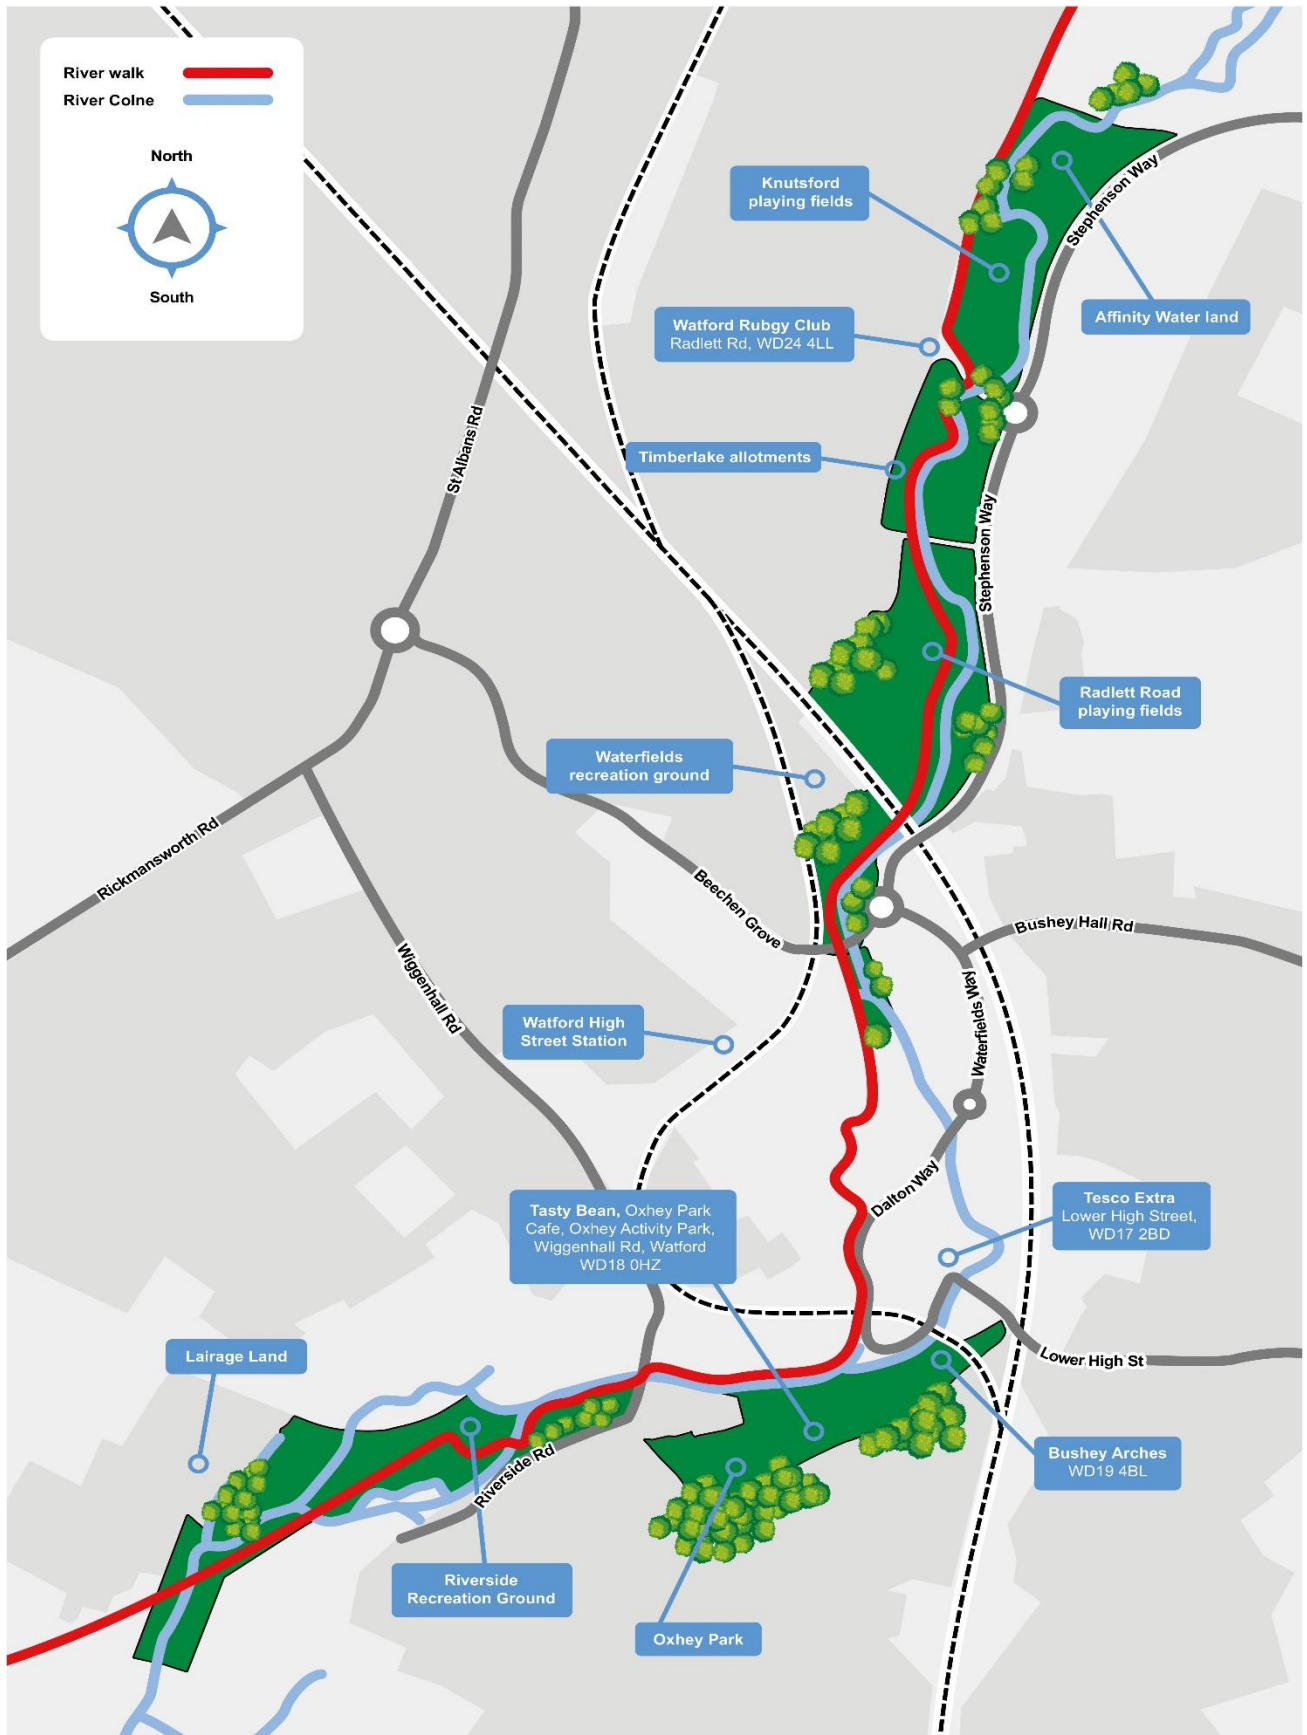 River walk
River Colne
North
South
Knutsford
playing fields
Stephenson Way
Affinity Water land
Watford Rubgy Club
Radlett Rd, WD24 4LL
St Albans Rd
Timberlake allotments
Stephenson Way
Radlett Road
playing fields
Waterfields
recreation ground
Rickmansworth Rd
Beechen Grove
Bushey Hall Rd
Wiggenhall Rd
Waterfields Way
Watford High
Street Station
Dalton Way
Tasty Bean, Oxhey Park
Cafe, Oxhey Activity Park,
Wiggenhall Rd, Watford
WD18 0HZ
Tesco Extra
Lower High Street,
WD17 2BD
Lairage Land
Lower High St
Bushey Arches
WD19 4BL
Riverside Rd
Riverside
Recreation Ground
Oxhey Park